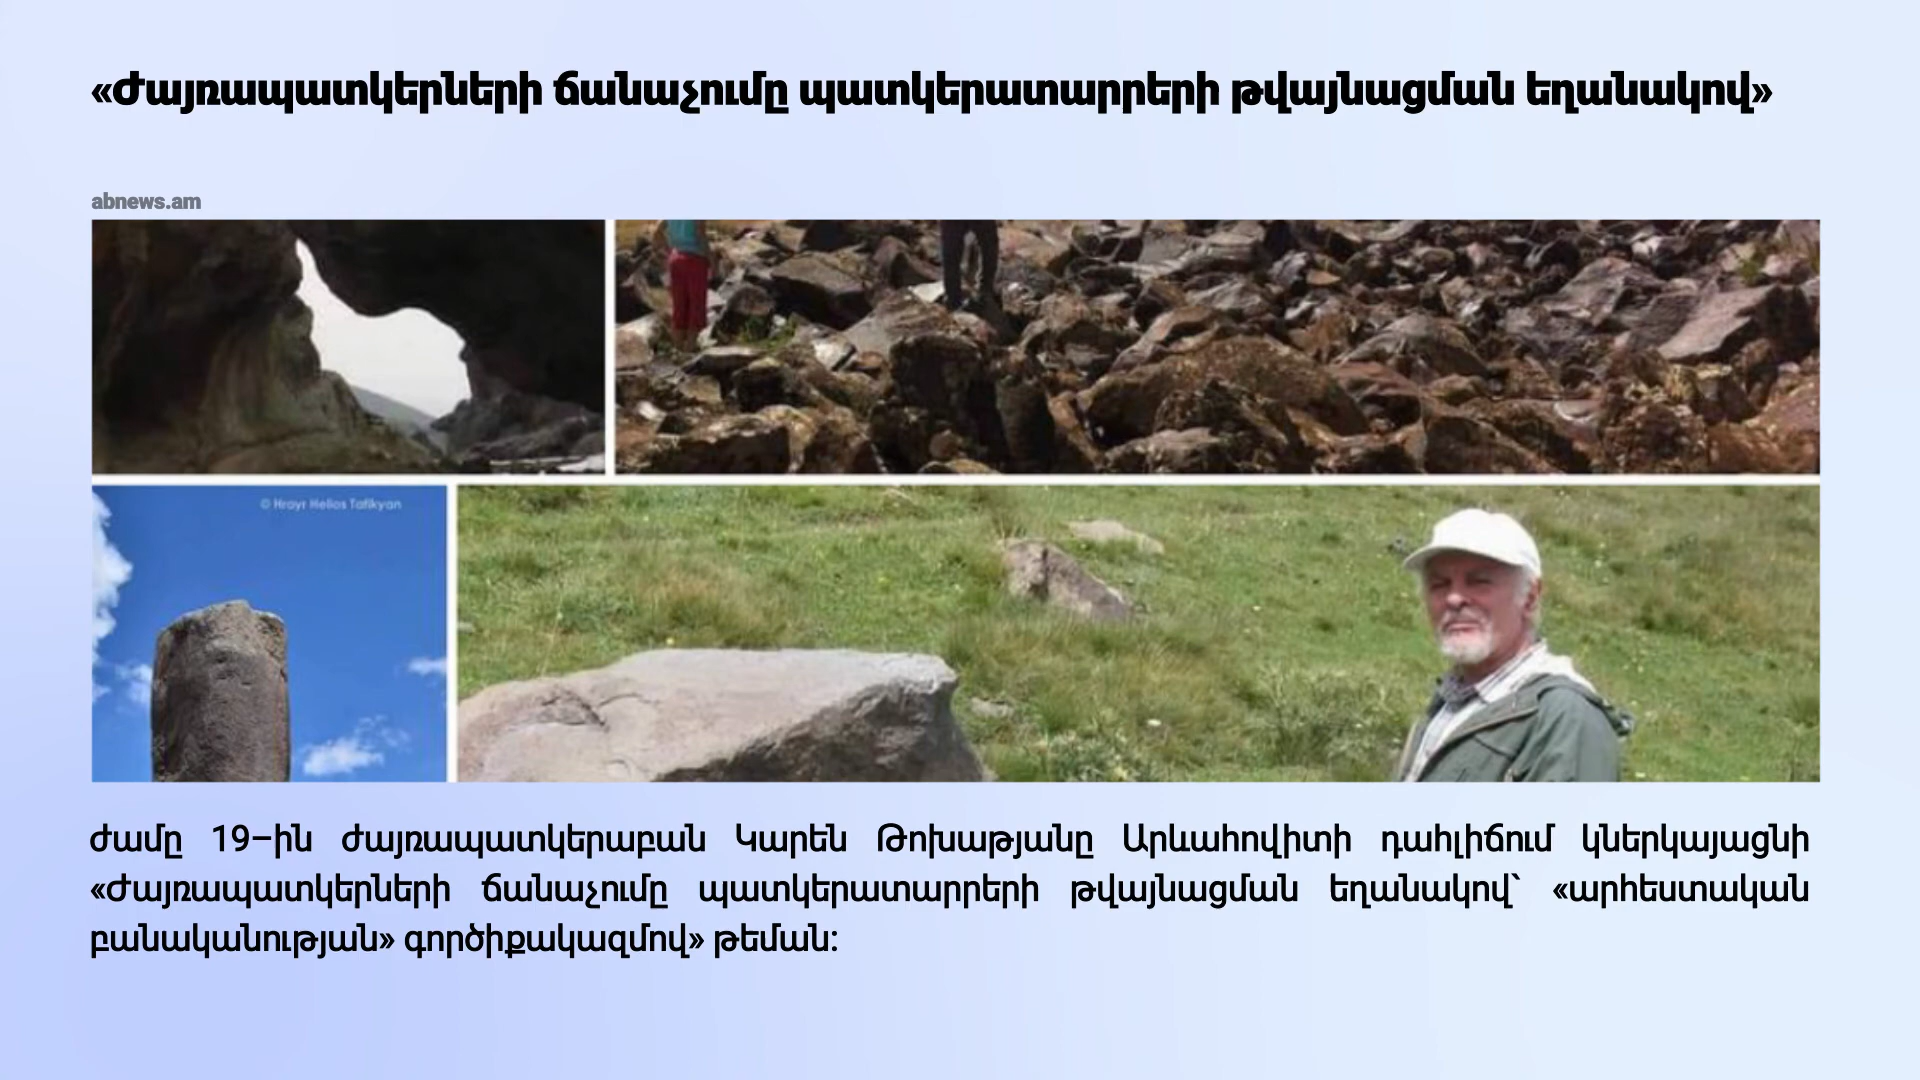 «Ժայռապատկերների ճանաչումը պատկերատարրերի թվայնացման եղանակով»
abnews.am
© Hrayr Helios Tafikyan
ժամը 19–ին ժայռապատկերաբան Կարեն Թոխաթյանը Արևահովիտի դահլիճում կներկայացնի
«Ժայռապատկերների ճանաչումը պատկերատարրերի թվայնացման եղանակով՝ «արհեստական
բանականության» գործիքակազմով» թեման: